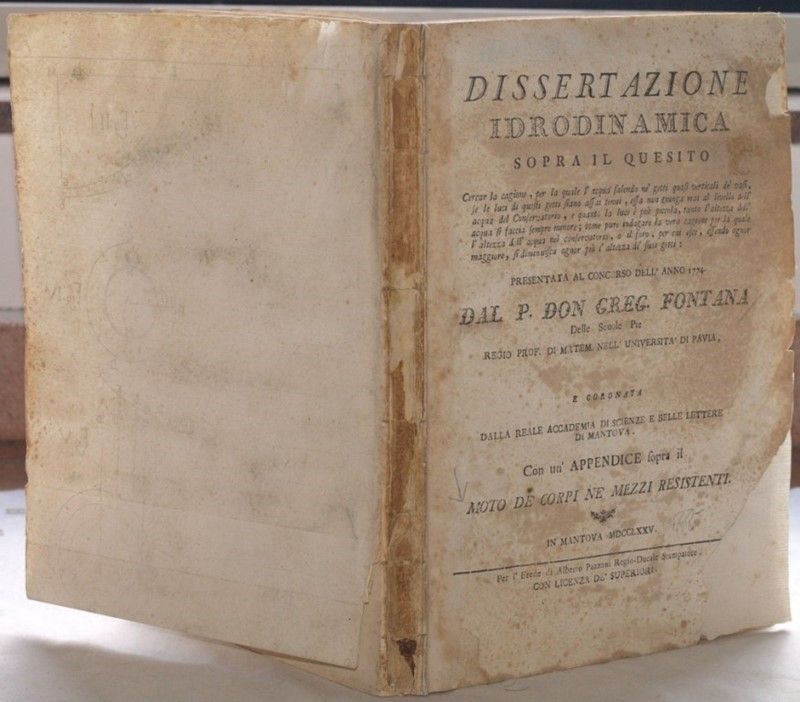 DISSERTAZIONE
IDRODINAMICA
SOPRA IL QUESITO
Cercar la cagione, per la quale l' acqua salendo ne' getti quasi verticali de' vasi,
se le luci di questi getti siano assai tenui, essa non giunga mai al livello dell'
acqua del Conservatorio, e quanto la luce è più piccola, tanto l'altezza dell'
acqua si faccia sempre minore; come pure indagare la vera cagione per la quale
l' altezza dell' acqua nel conservatorio, o il foro, per cui esce, essendo ognor
maggiore, si diminuisca ognor più l' altezza di suoi getti:
PRESENTATA AL CONCORSO DELL' ANNO 1774
DAL P. DON GREG. FONTANA
Delle Scuole Pie
REGIO PROF. DI MATEM. NELL' UNIVERSITA' DI PAVIA,
E CORONATA
DALLA REALE ACCADEMIA DI SCIENZE E BELLE LETTERE
DI MANTOVA.
Con un' APPENDICE sopra il
MOTO DE' CORPI NE' MEZZI RESISTENTI.
IN MANTOVA MDCCLXXV.
Per l' Erede di Alberto Pazzoni Regio-Ducale Stampatore.
CON LICENZA DE' SUPERIORI.